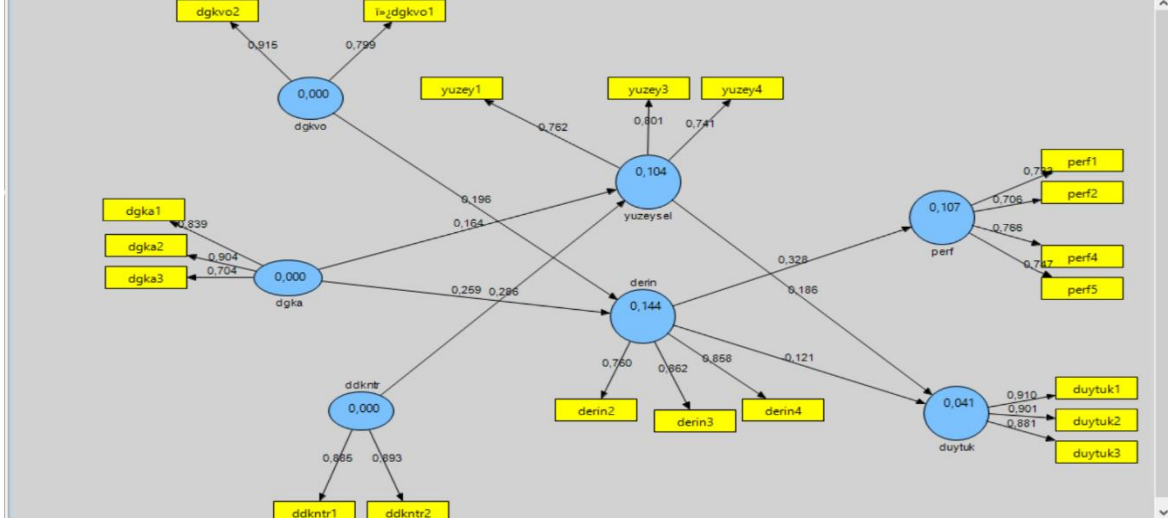 dgkvo2
ï»¿dgkvo1
0,915
0,799
0,000
dgkvo
yuzey1
yuzey3
yuzey4
0,762
0,801
0,741
0,104
yuzeysel
0,196
0,164
dgka1
dgka2
dgka3
0,839
0,904
0,704
0,000
dgka
0,259
0,286
perf1
perf2
perf4
perf5
0,706
0,766
0,747
0,107
perf
0,328
0,186
derin
0,144
0,760
0,862
0,858
0,121
derin2
derin3
derin4
ddkntr
0,000
0,885
0,893
ddkntr1
ddkntr2
0,041
duytuk
0,910
0,901
0,881
duytuk1
duytuk2
duytuk3